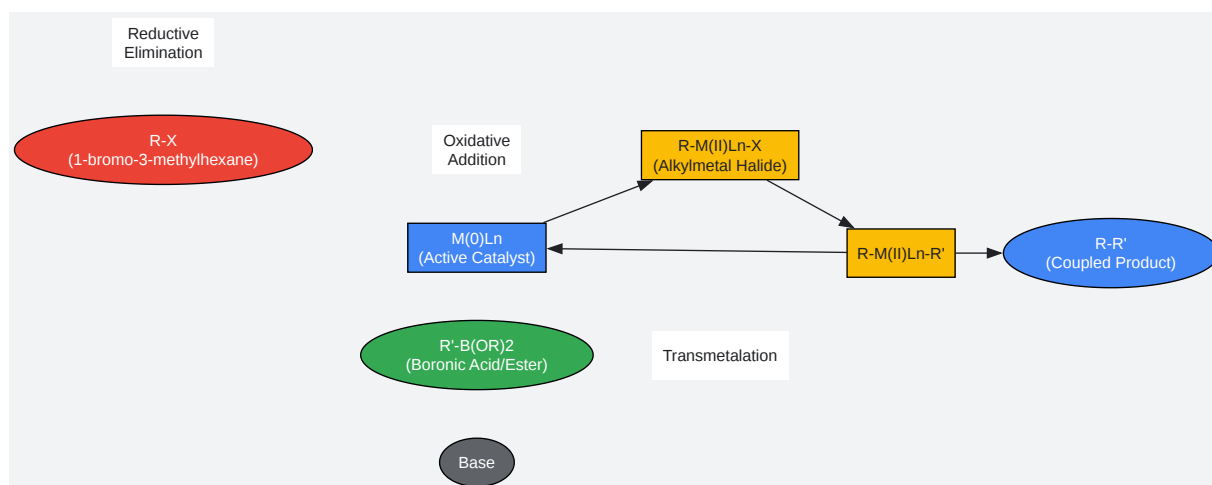 Reductive
Elimination
R-X
(1-bromo-3-methylhexane)
Oxidative
Addition
R-M(II)Ln-X
(Alkylmetal Halide)
M(0)Ln
(Active Catalyst)
R-M(II)Ln-R'
R-R'
(Coupled Product)
R'-B(OR)2
(Boronic Acid/Ester)
Transmetalation
Base